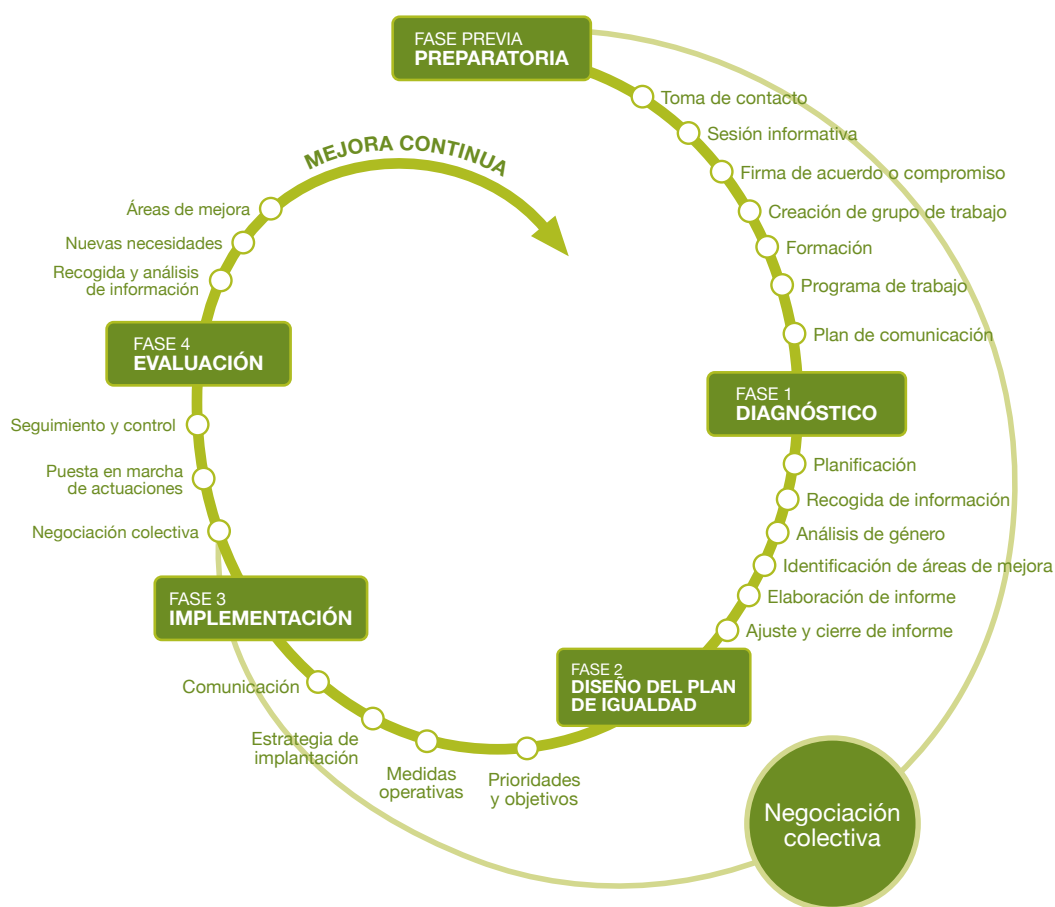 FASE PREVIA
PREPARATORIA
Toma de contacto
Sesión informativa
Firma de acuerdo o compromiso
Creación de grupo de trabajo
Formación
Programa de trabajo
Plan de comunicación
FASE 1
DIAGNÓSTICO
Planificación
Recogida de información
Análisis de género
Identificación de áreas de mejora
Elaboración de informe
Ajuste y cierre de informe
FASE 2
DISEÑO DEL PLAN
DE IGUALDAD
Prioridades
y objetivos
Medidas
operativas
Estrategia de
implantación
Comunicación
FASE 3
IMPLEMENTACIÓN
Negociación colectiva
Puesta en marcha
de actuaciones
Seguimiento y control
FASE 4
EVALUACIÓN
Recogida y análisis
de información
Nuevas necesidades
Áreas de mejora
MEJORA CONTINUA
Negociación
colectiva